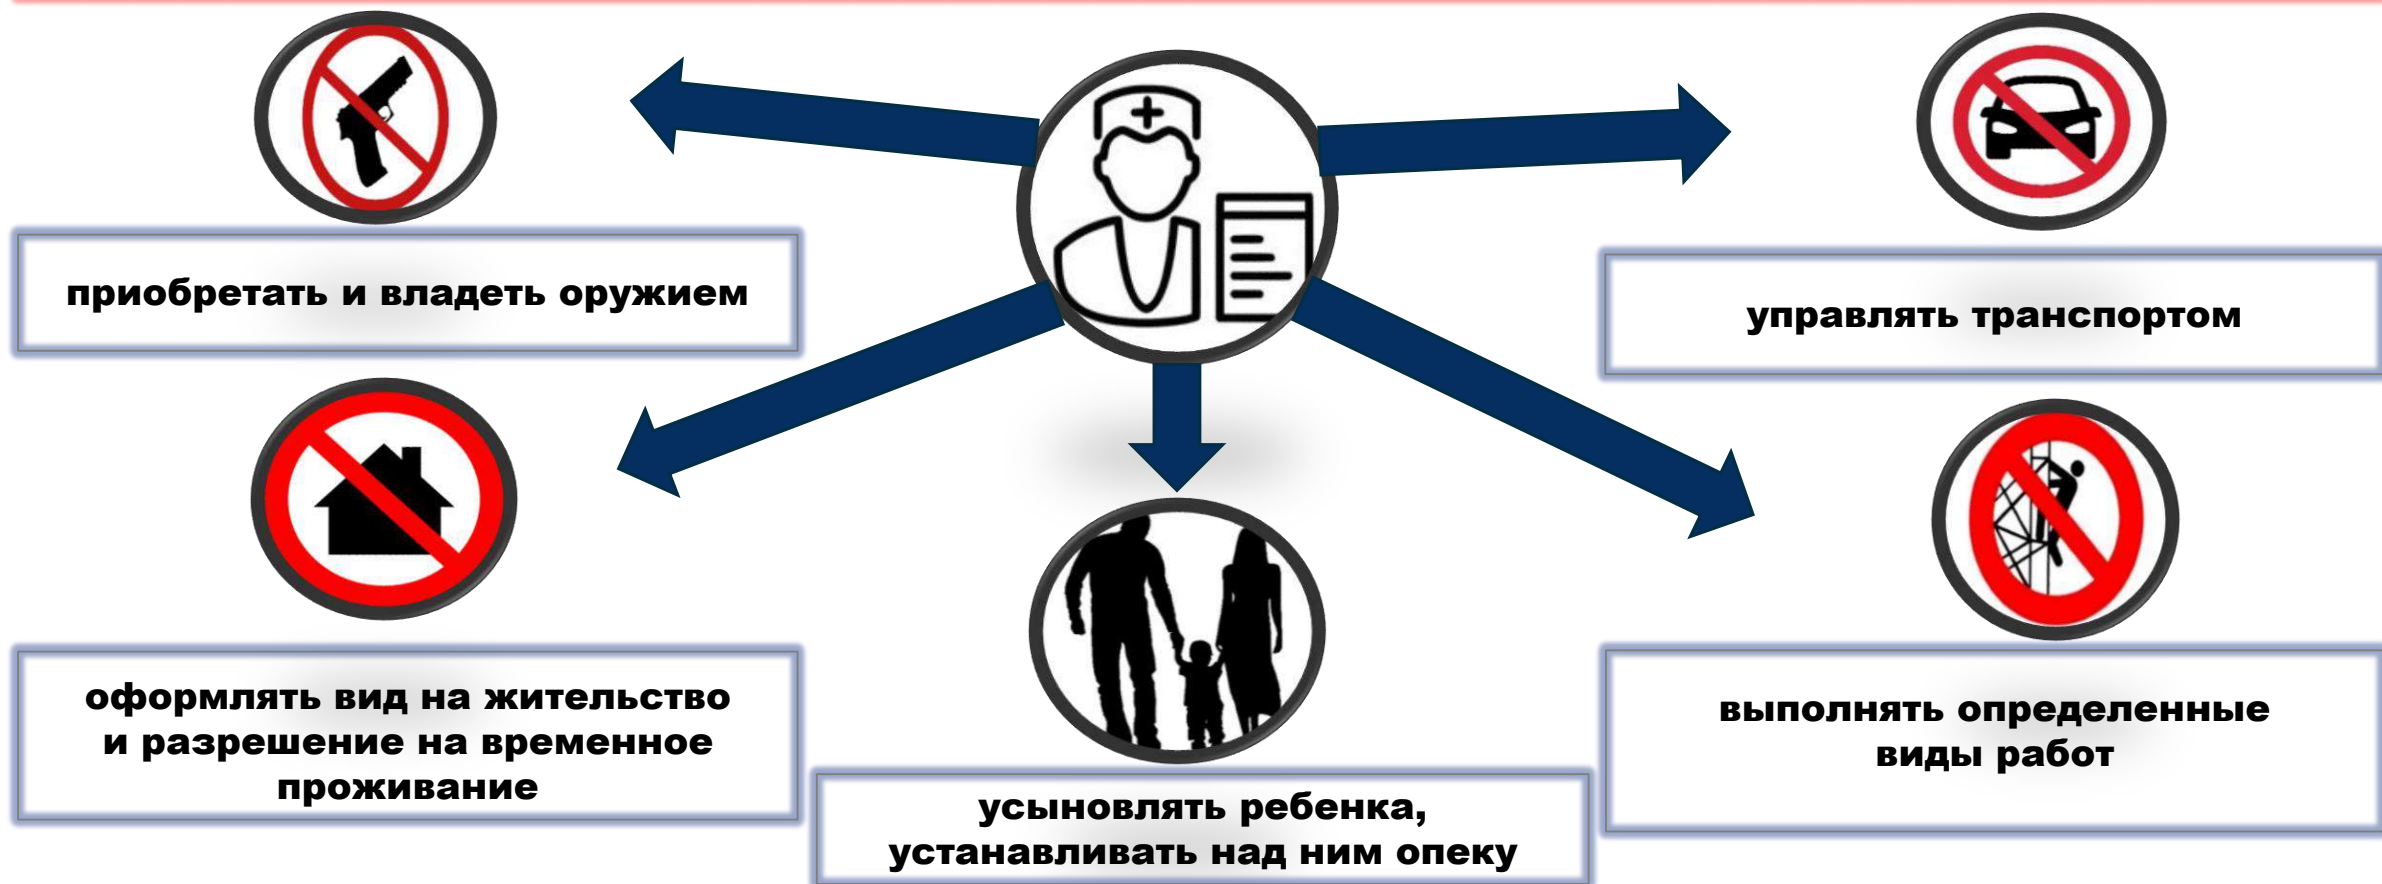 приобретать и владеть оружием
управлять транспортом
оформлять вид на жительство
и разрешение на временное
проживание
усыновлять ребенка,
устанавливать над ним опеку
выполнять определенные
виды работ